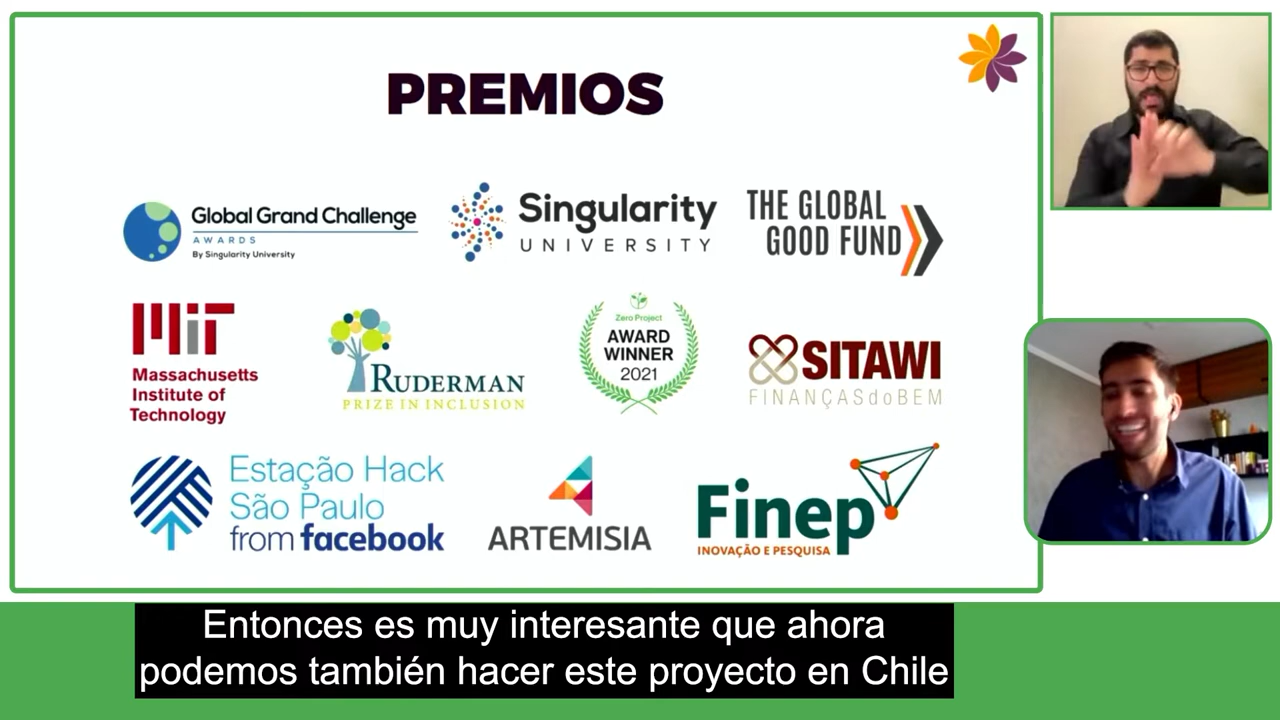 PREMIOS
Global Grand Challenge
AWARDS
By Singularity University
Singularity
UNIVERSITY
THE GLOBAL
GOOD FUND
MiT
Massachusetts
Institute of
Technology
RUDERMAN
PRIZE IN INCLUSION
Zero Project
AWARD
WINNER
2021
SITAWI
FINANÇASdoBEM
Estação Hack
São Paulo
from facebook
ARTEMISIA
Finep
INOVAÇÃO E PESQUISA
Entonces es muy interesante que ahora
podemos también hacer este proyecto en Chile